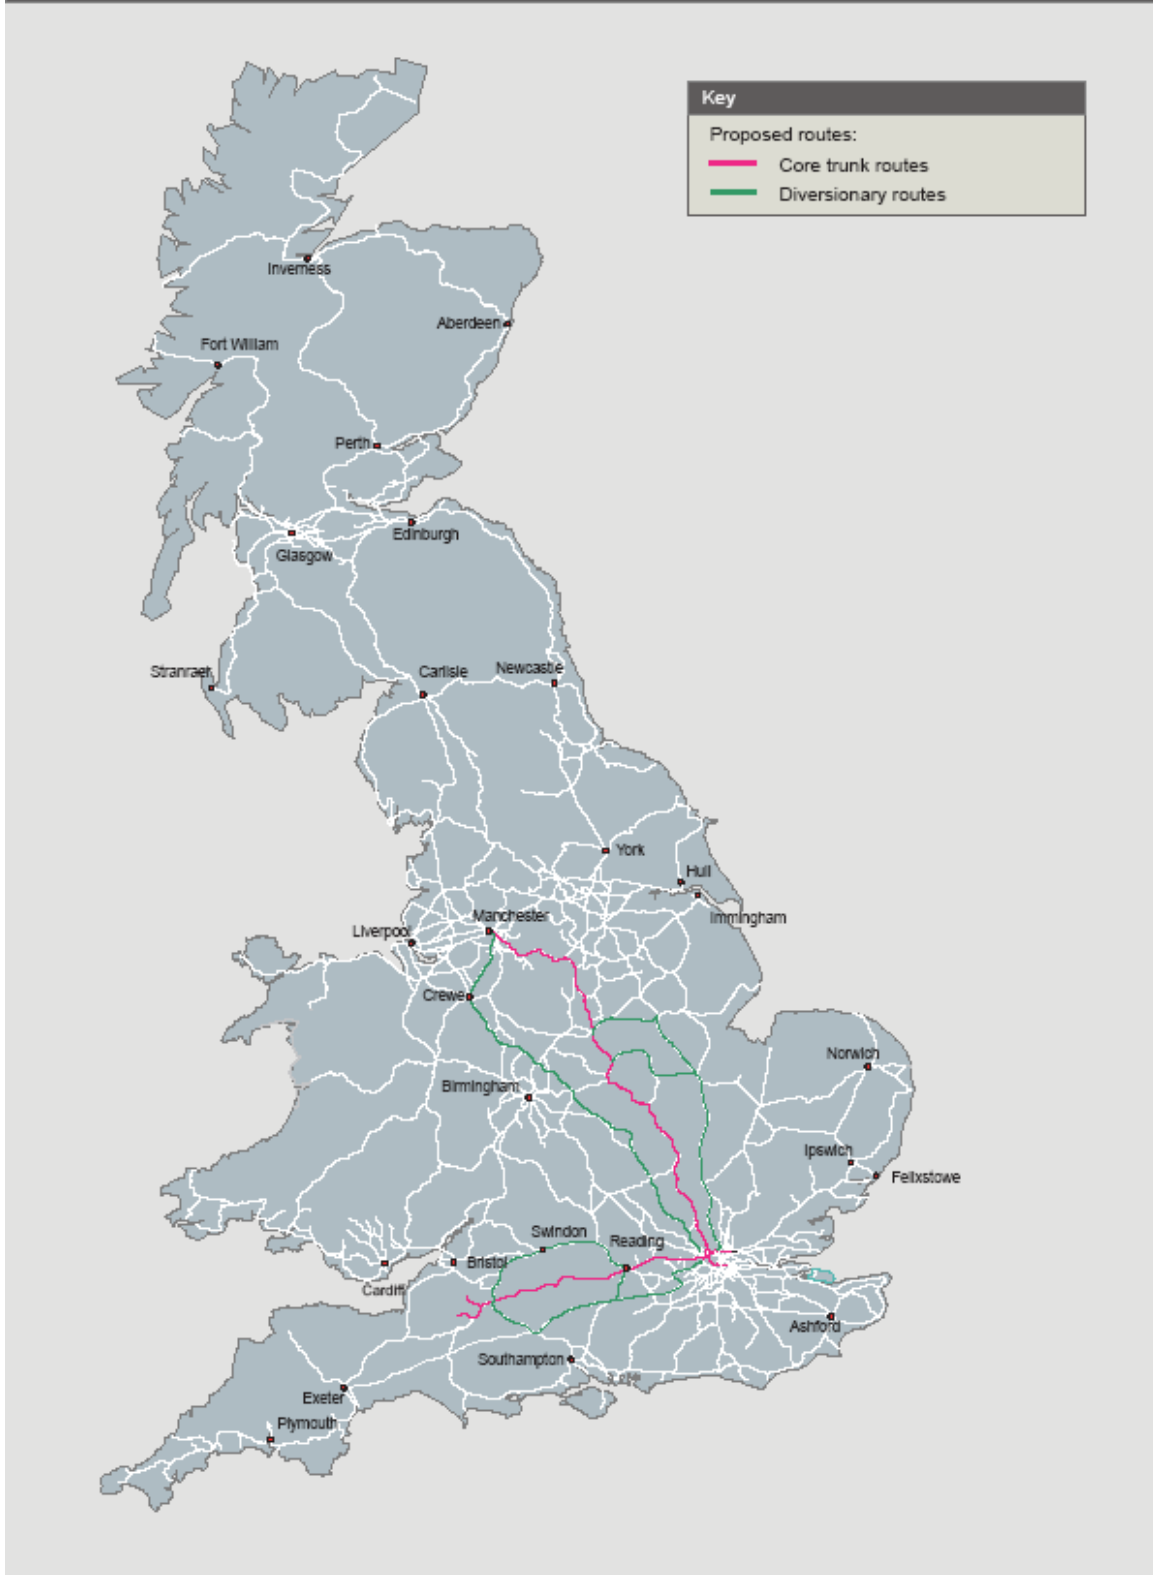 Key
Proposed routes:
Core trunk routes
Diversionary routes
Inverness
Aberdeen
Fort William
Perth
Edinburgh
Glasgow
Stranraer
Carlisle
Newcastle
York
Hull
Immingham
Manchester
Liverpool
Crewe
Norwich
Birmingham
Ipswich
Felixstowe
Swindon
Reading
Bristol
Cardiff
Ashford
Southampton
Exeter
Plymouth